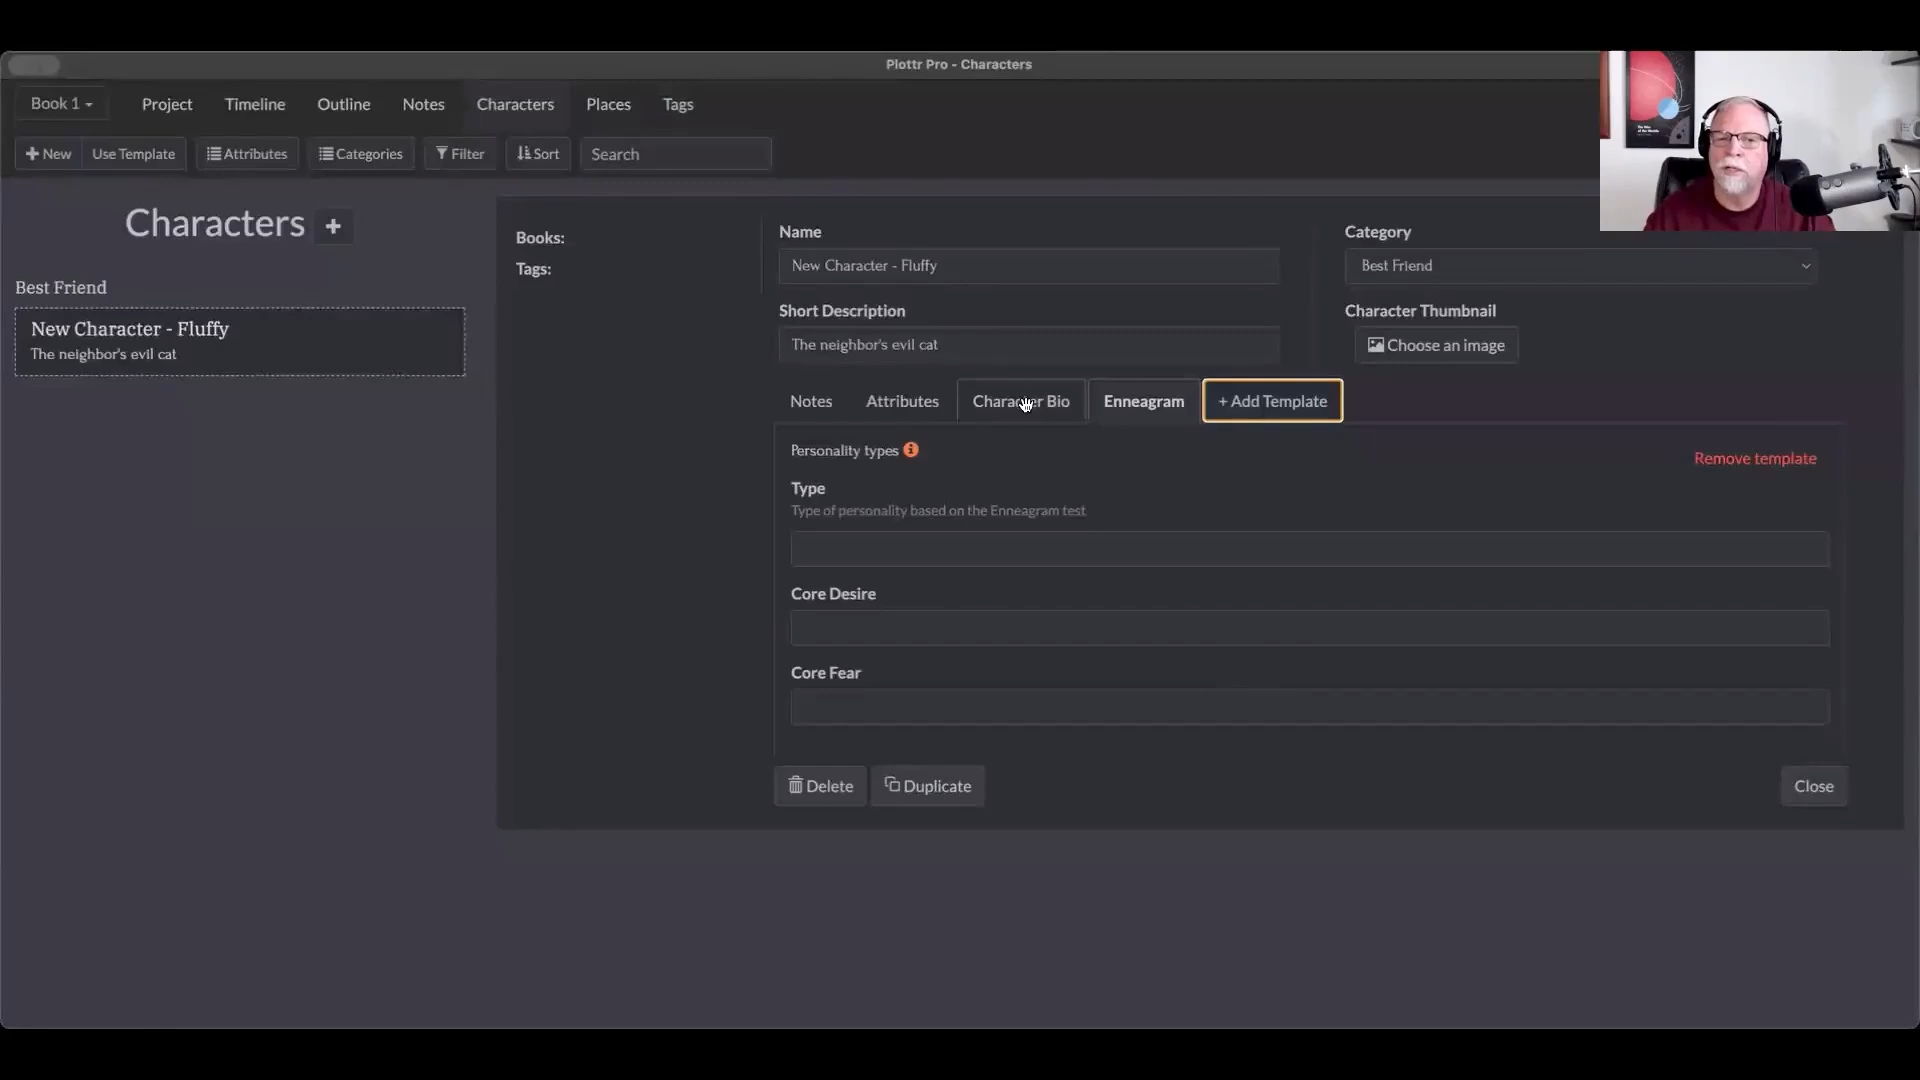 Plottr Pro - Characters
Book 1
Project
Timeline
Outline
Notes
Characters
Places
Tags
New
Use Template
Attributes
Categories
Filter
Sort
Search
Characters +
Best Friend
New Character - Fluffy
The neighbor's evil cat
Books:
Tags:
Name
New Character - Fluffy
Category
Best Friend
Short Description
The neighbor's evil cat
Character Thumbnail
Choose an image
Notes
Attributes
Character Bio
Enneagram
+ Add Template
Personality types
Remove template
Type
Type of personality based on the Enneagram test
Core Desire
Core Fear
Delete
Duplicate
Close